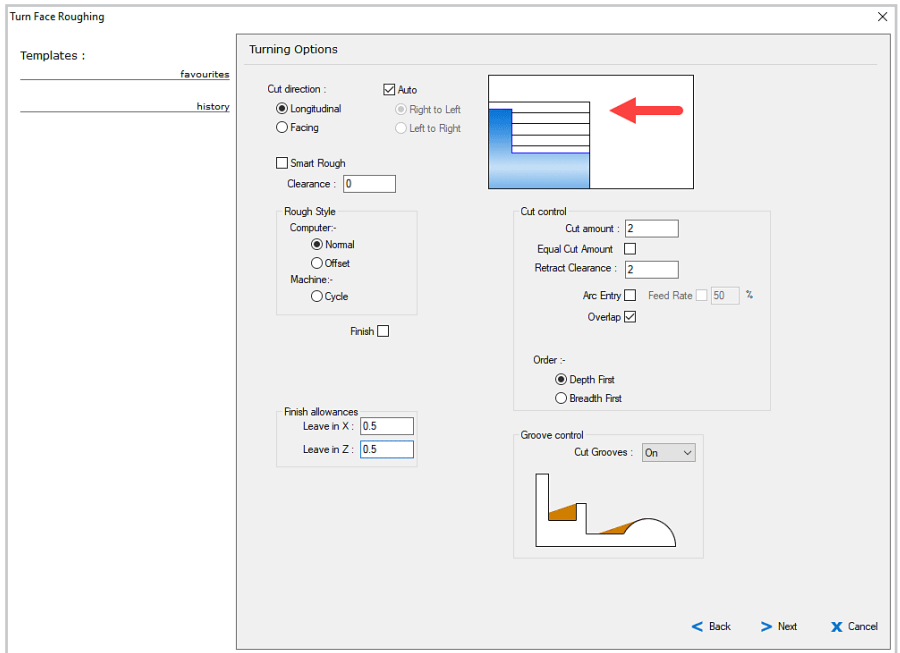 Turn Face Roughing
Templates :
favourites
history
Turning Options
Cut direction :
Auto
Longitudinal
Right to Left
Facing
Left to Right
Smart Rough
Clearance : 0
Rough Style
Computer:-
Normal
Offset
Machine:-
Cycle
Finish
Finish allowances
Leave in X : 0.5
Leave in Z : 0.5
Cut control
Cut amount : 2
Equal Cut Amount
Retract Clearance : 2
Arc Entry Feed Rate 50 %
Overlap
Order :-
Depth First
Breadth First
Groove control
Cut Grooves : On
Back Next Cancel